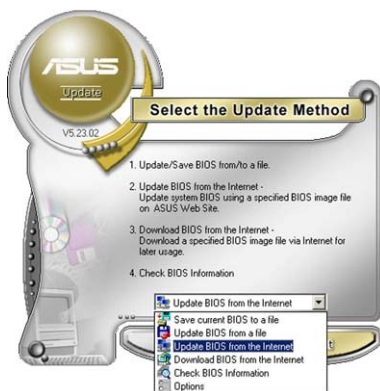 ASUS
Update
V5.23.02
Select the Update Method
1. Update/Save BIOS from/to a file.
2. Update BIOS from the Internet -
Update system BIOS using a specified BIOS image file
on ASUS Web Site.
3. Download BIOS from the Internet -
Download a specified BIOS image file via Internet for
later usage.
4. Check BIOS Information
Update BIOS from the Internet
Save current BIOS to a file
Update BIOS from a file
Update BIOS from the Internet
Download BIOS from the Internet
Check BIOS Information
Options